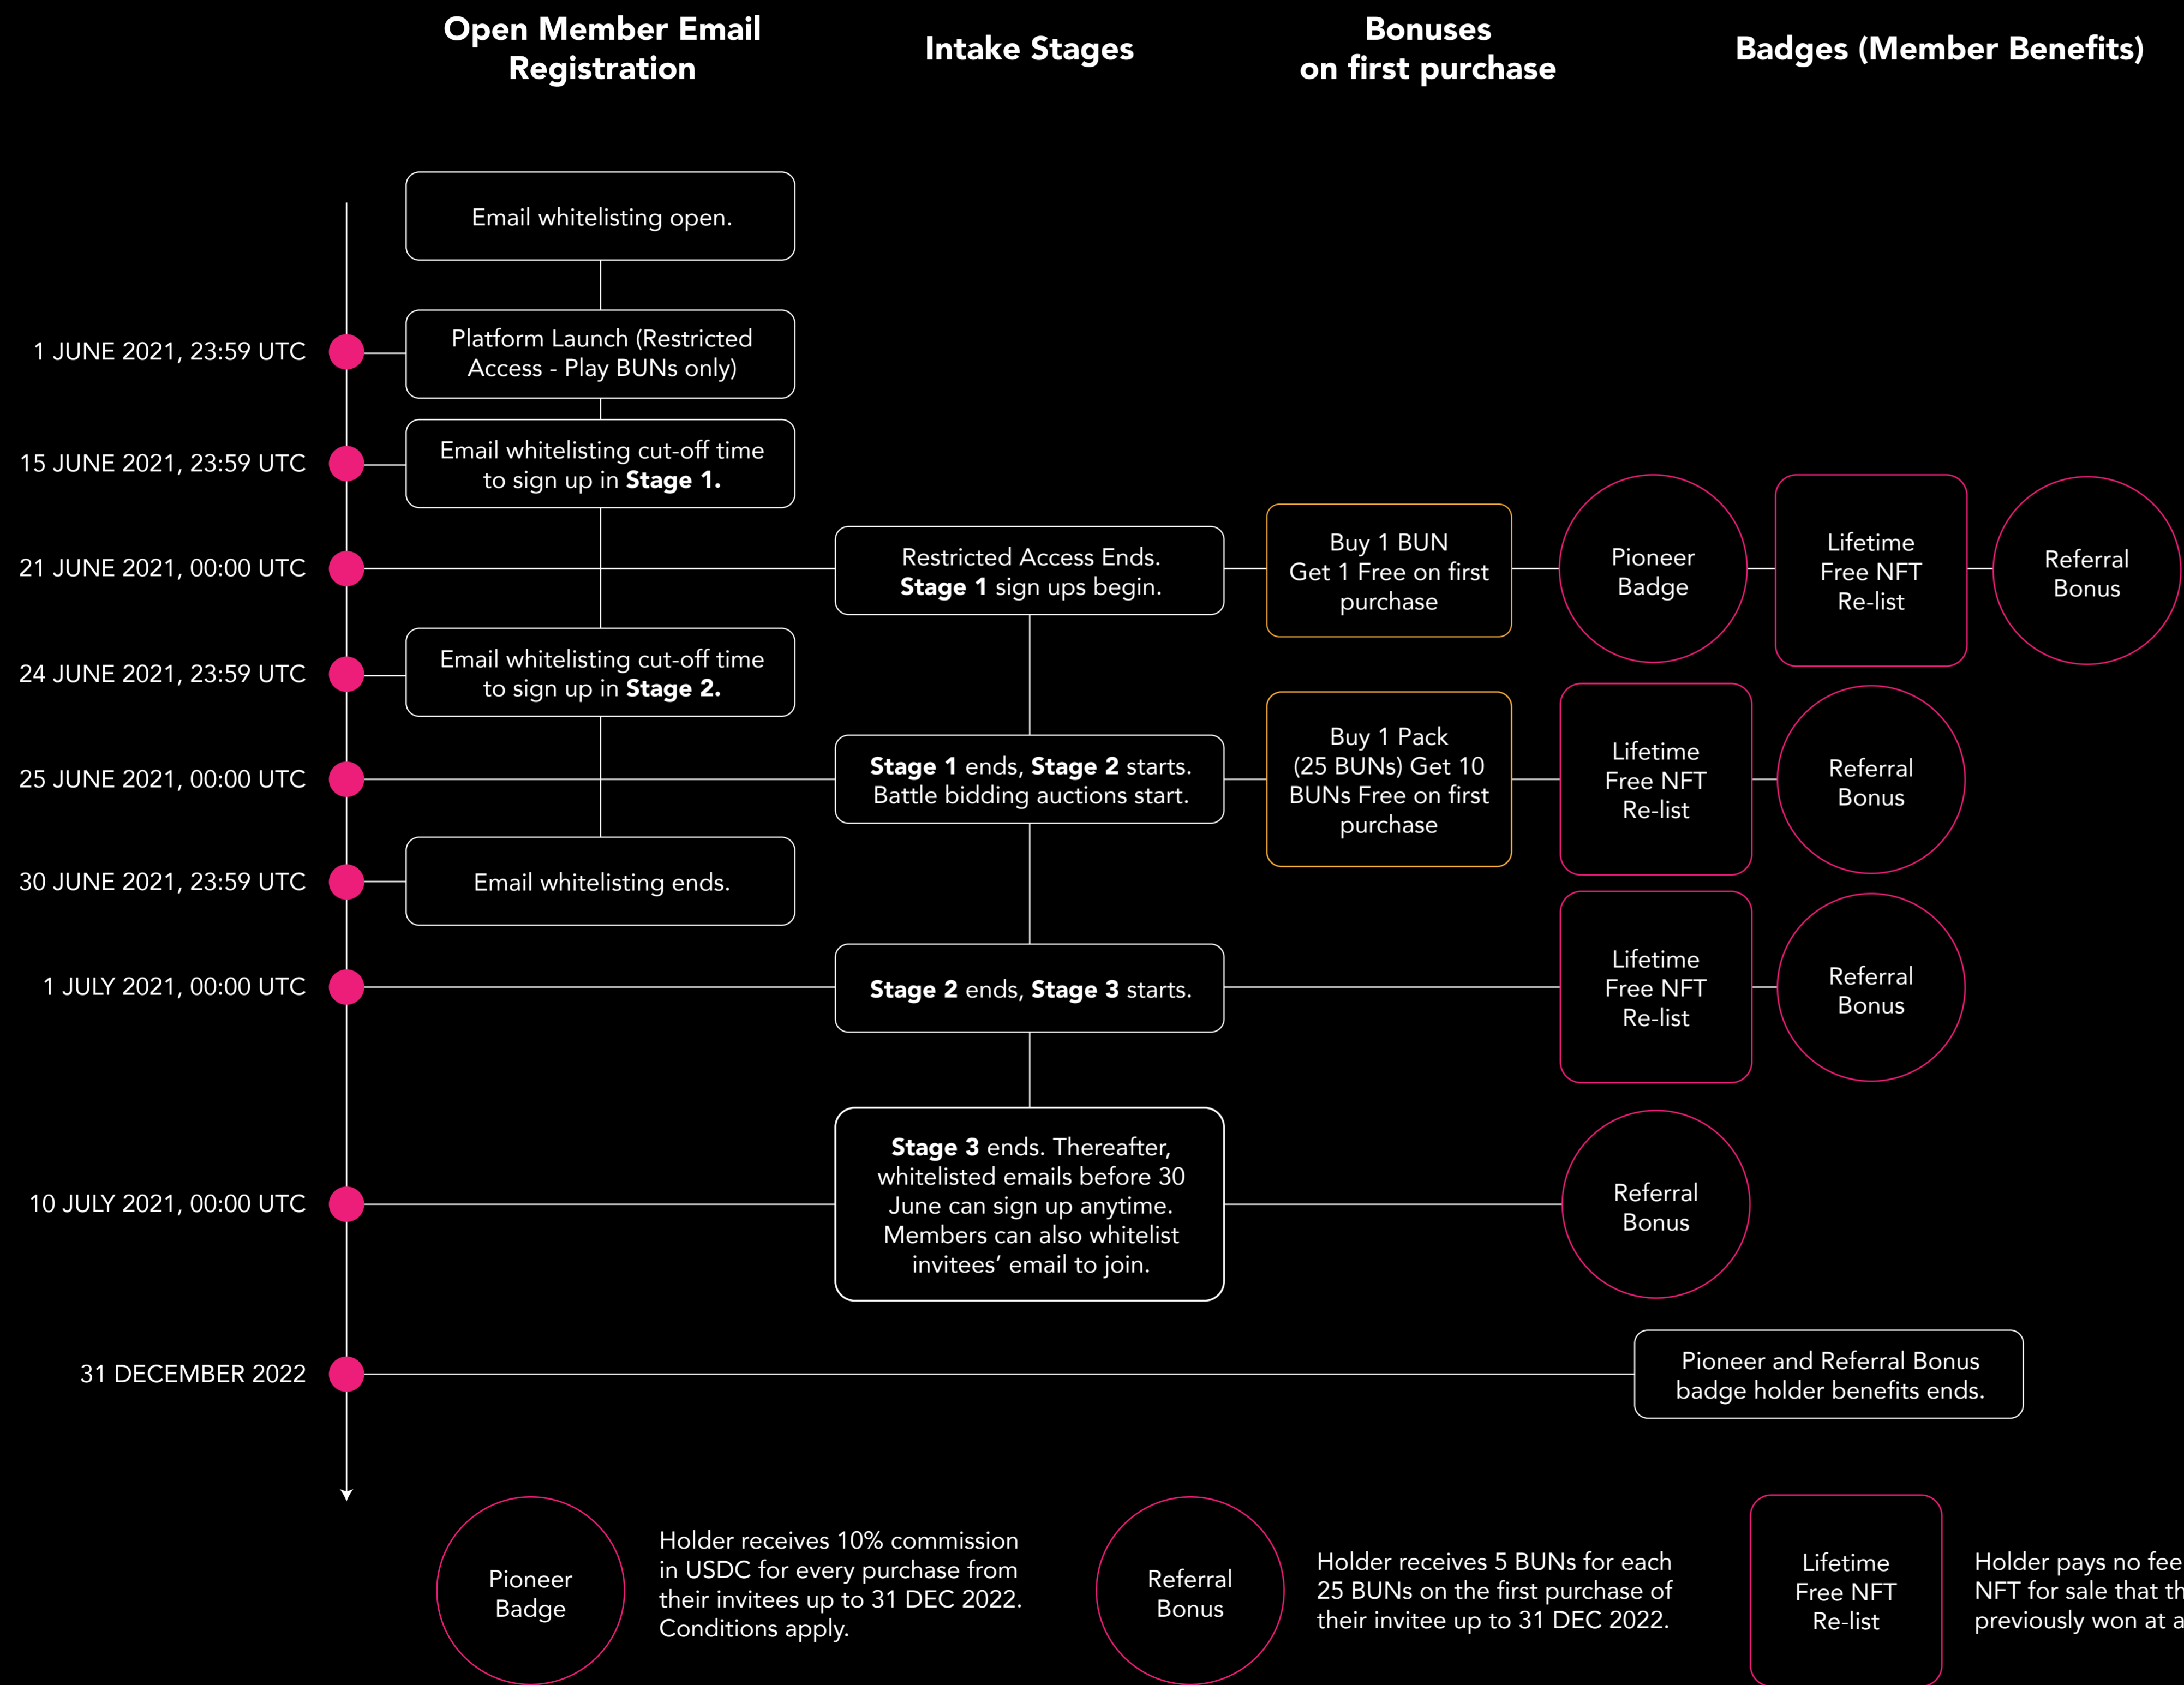 Open Member Email
Registration
Intake Stages
Bonuses
on first purchase
Badges (Member Benefits)
Email whitelisting open.
1 JUNE 2021, 23:59 UTC
Platform Launch (Restricted
Access - Play BUNs only)
15 JUNE 2021, 23:59 UTC
Email whitelisting cut-off time
to sign up in Stage 1.
21 JUNE 2021, 00:00 UTC
Restricted Access Ends.
Stage 1 sign ups begin.
Buy 1 BUN
Get 1 Free on first
purchase
Pioneer
Badge
Lifetime
Free NFT
Re-list
Referral
Bonus
24 JUNE 2021, 23:59 UTC
Email whitelisting cut-off time
to sign up in Stage 2.
25 JUNE 2021, 00:00 UTC
Stage 1 ends, Stage 2 starts.
Battle bidding auctions start.
Buy 1 Pack
(25 BUNs) Get 10
BUNs Free on first
purchase
Lifetime
Free NFT
Re-list
Referral
Bonus
30 JUNE 2021, 23:59 UTC
Email whitelisting ends.
1 JULY 2021, 00:00 UTC
Stage 2 ends, Stage 3 starts.
Lifetime
Free NFT
Re-list
Referral
Bonus
10 JULY 2021, 00:00 UTC
Stage 3 ends. Thereafter,
whitelisted emails before 30
June can sign up anytime.
Members can also whitelist
invitees’ email to join.
Referral
Bonus
31 DECEMBER 2022
Pioneer and Referral Bonus
badge holder benefits ends.
Pioneer
Badge
Holder receives 10% commission
in USDC for every purchase from
their invitees up to 31 DEC 2022.
Conditions apply.
Referral
Bonus
Holder receives 5 BUNs for each
25 BUNs on the first purchase of
their invitee up to 31 DEC 2022.
Lifetime
Free NFT
Re-list
Holder pays no fee
NFT for sale that
previously won at